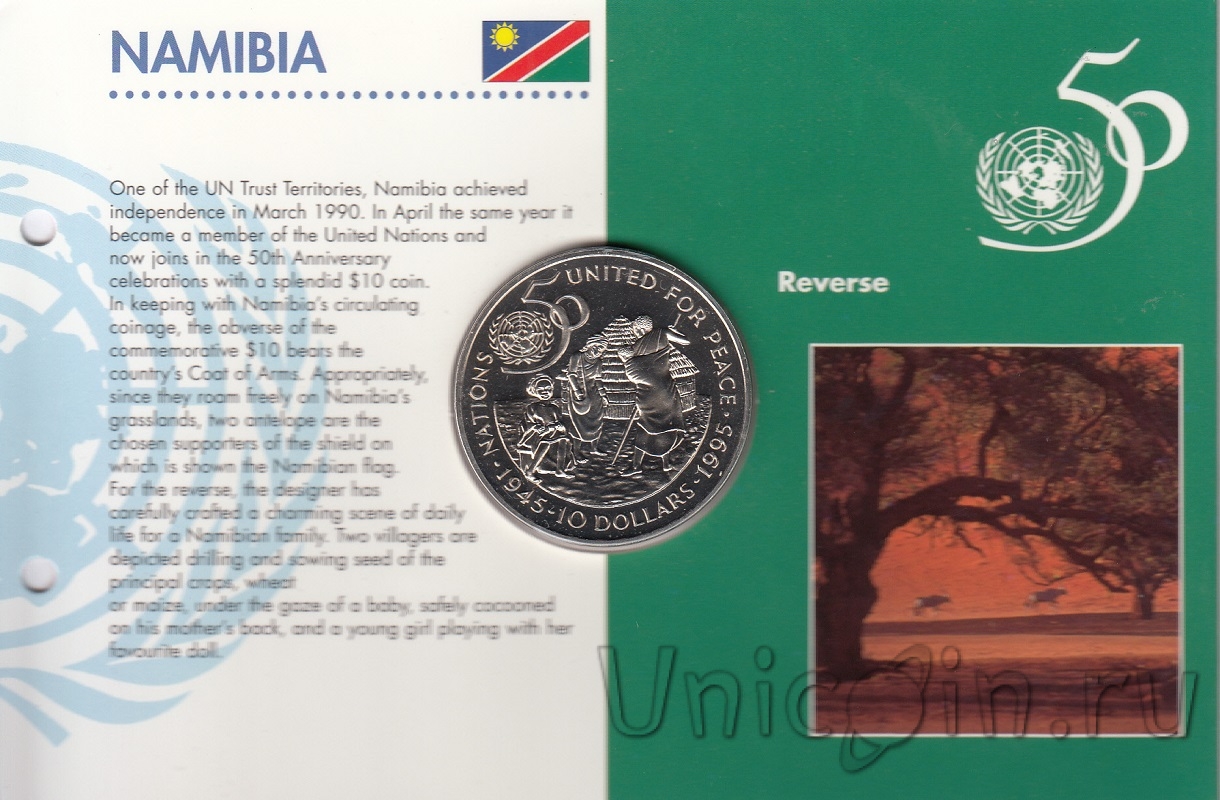 NAMIBIA
One of the UN Trust Territories, Namibia achieved
independence in March 1990. In April the same year it
became a member of the United Nations and
now joins in the 50th Anniversary
celebrations with a splendid $10 coin.
In keeping with Namibia's circulating
coinage, the obverse of the
commemorative $10 bears the
country's Coat of Arms. Appropriately,
since they roam freely on Namibia's
grasslands, two antelope are the
chosen supporters of the shield on
which is shown the Namibian flag.
For the reverse, the designer has
carefully crafted a charming scene of daily
life for a Namibian family. Two villagers are
depicted drilling and sowing seed of the
principal crops, wheat
or maize, under the gaze of a baby, safely cocooned
on his mother's back, and a young girl playing with her
favourite doll.
NATIONS UNITED FOR PEACE
1945 · 10 DOLLARS · 1995
50
50
Reverse
Unicoin.ru